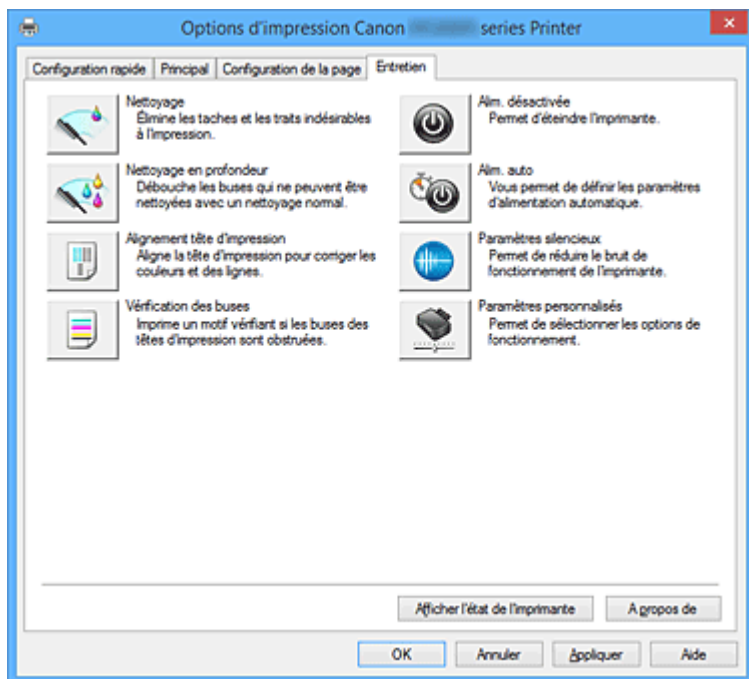 Options d'impression Canon series Printer
Configuration rapide Principal Configuration de la page Entretien
Nettoyage
Élimine les taches et les traits indésirables
à l'impression.
Nettoyage en profondeur
Débouche les buses qui ne peuvent être
nettoyées avec un nettoyage normal.
Alignement tête d'impression
Aligne la tête d'impression pour corriger les
couleurs et des lignes.
Vérification des buses
Imprime un motif vérifiant si les buses des
têtes d'impression sont obstruées.
Alim. désactivée
Permet d'éteindre l'imprimante.
Alim. auto
Vous permet de définir les paramètres
d'alimentation automatique.
Paramètres silencieux
Permet de réduire le bruit de
fonctionnement de l'imprimante.
Paramètres personnalisés
Permet de sélectionner les options de
fonctionnement.
Afficher l'état de l'imprimante A propos de
OK Annuler Appliquer Aide